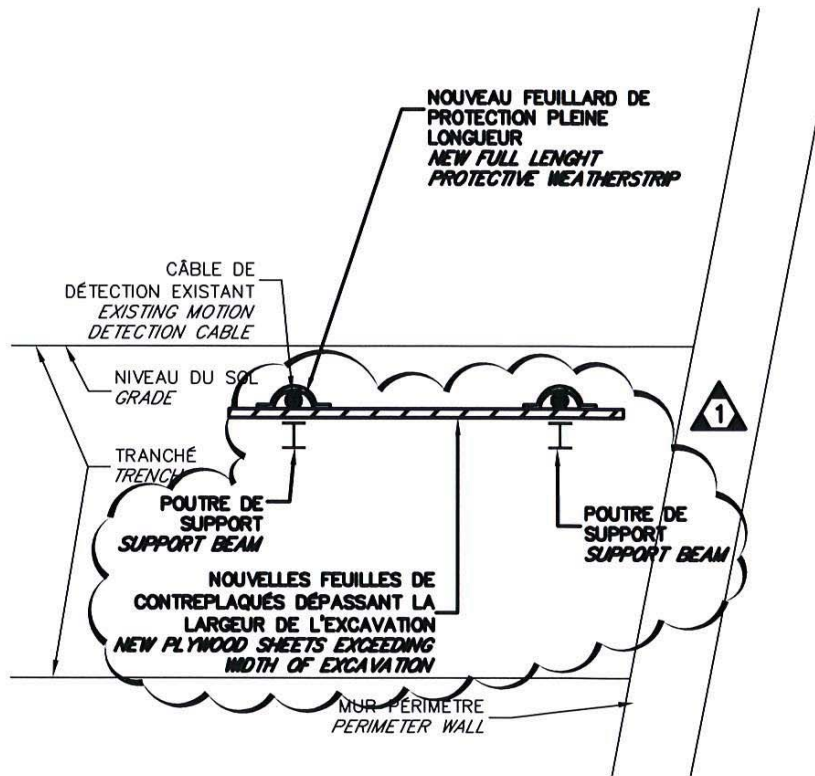 NOUVEAU FEUILLARD DE
PROTECTION PLEINE
LONGUEUR
NEW FULL LENGHT
PROTECTIVE WEATHERSTRIP
CÂBLE DE
DÉTECTION EXISTANT
EXISTING MOTION
DETECTION CABLE
NIVEAU DU SOL
GRADE
1
TRANCHÉ
TRENCH
POUTRE DE
SUPPORT
SUPPORT BEAM
POUTRE DE
SUPPORT
SUPPORT BEAM
NOUVELLES FEUILLES DE
CONTREPLAQUÉS DÉPASSANT LA
LARGEUR DE L'EXCAVATION
NEW PLYWOOD SHEETS EXCEEDING
WIDTH OF EXCAVATION
MUR PÉRIMÈTRE
PERIMETER WALL